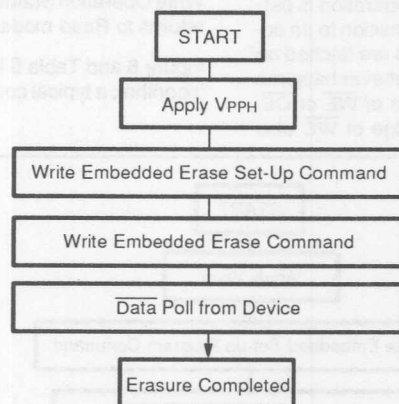 START
Apply VPPH
Write Embedded Erase Set-Up Command
Write Embedded Erase Command
Data Poll from Device
Erasure Completed